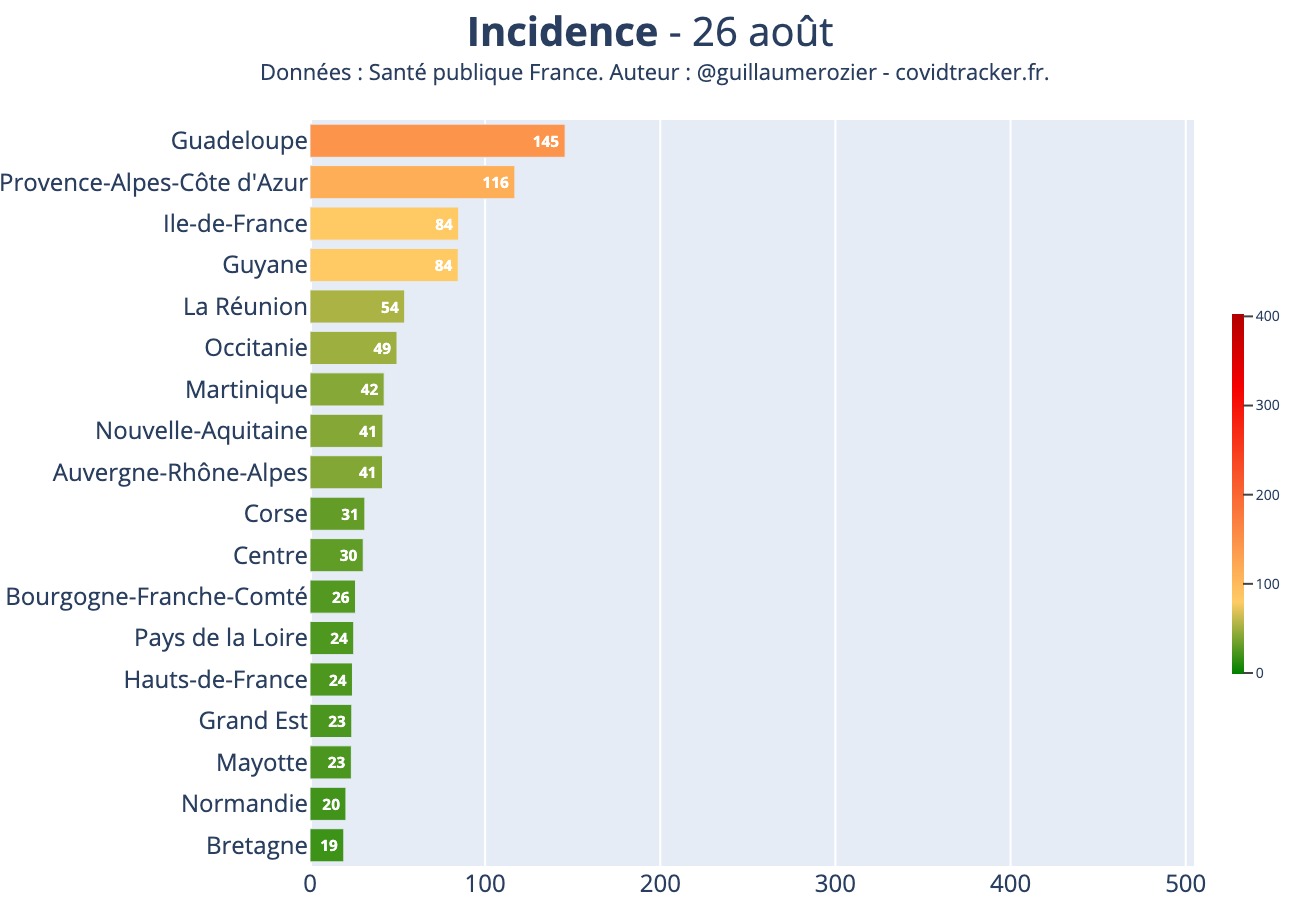 Incidence - 26 août
Données : Santé publique France. Auteur : @guillaumerozier - covidtracker.fr.
Guadeloupe 145
Provence-Alpes-Côte d'Azur 116
Ile-de-France 84
Guyane 84
La Réunion 54
Occitanie 49
Martinique 42
Nouvelle-Aquitaine 41
Auvergne-Rhône-Alpes 41
Corse 31
Centre 30
Bourgogne-Franche-Comté 26
Pays de la Loire 24
Hauts-de-France 24
Grand Est 23
Mayotte 23
Normandie 20
Bretagne 19
0 100 200 300 400 500
400
300
200
100
0